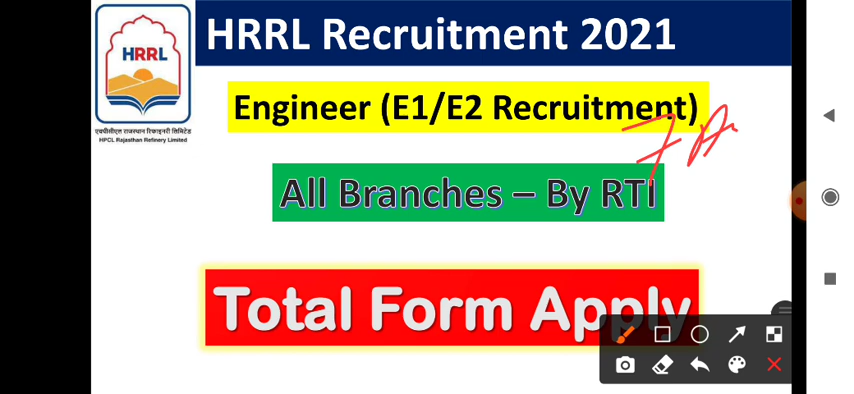 HRRL Recruitment 2021
HRRL
एचपीसीएल राजस्थान रिफाइनरी लिमिटेड
HPCL Rajasthan Refinery Limited
Engineer (E1/E2 Recruitment)
All Branches – By RTI
Total Form Apply